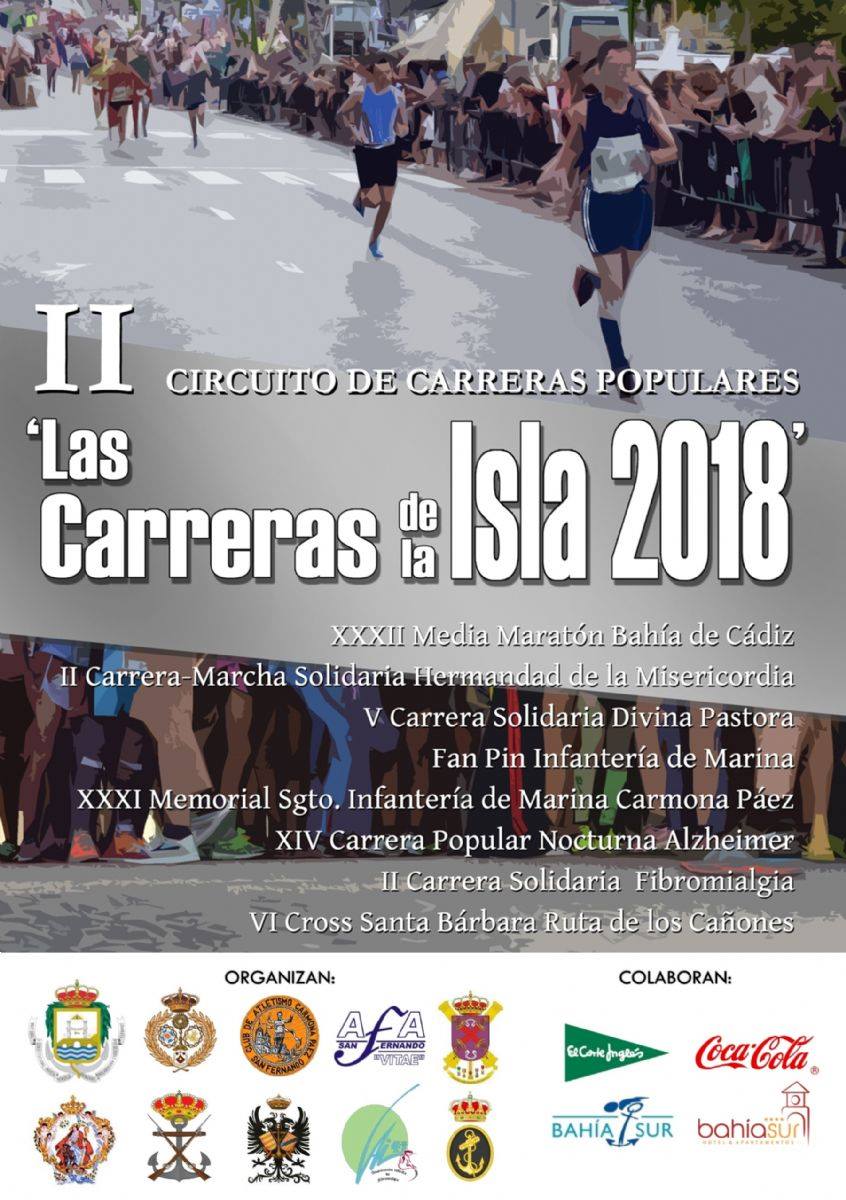 II
CIRCUITO DE CARRERAS POPULARES
'Las
Carreras de la Isla 2018'
XXXII Media Maratón Bahía de Cádiz
II Carrera-Marcha Solidaria Hermandad de la Misericordia
V Carrera Solidaria Divina Pastora
Fan Pin Infantería de Marina
XXXI Memorial Sgto. Infantería de Marina Carmona Páez
XIV Carrera Popular Nocturna Alzheimer
II Carrera Solidaria Fibromialgia
VI Cross Santa Bárbara Ruta de los Cañones
ORGANIZAN:
COLABORAN:
CLUB DE ATLETISMO CARMONA PAEZ
SAN FERNANDO
AFA
SAN FERNANDO
"VITAE"
El Corte Inglés
Coca-Cola
®
BAHÍA SUR
bahiasur
HOTEL & APARTAMENTOS